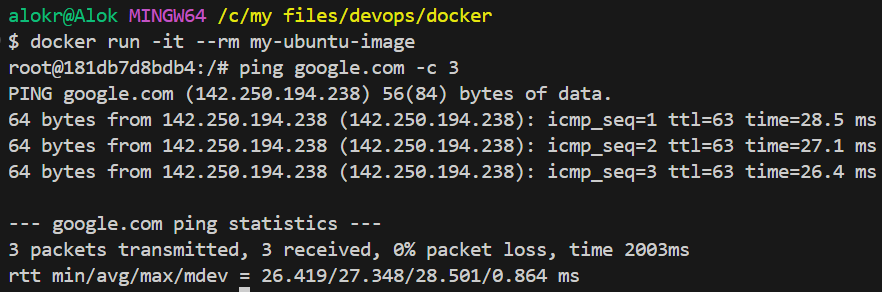 alokr@Alok MINGW64 /c/my files/devops/docker
$ docker run -it --rm my-ubuntu-image
root@181db7d8bdb4:/# ping google.com -c 3
PING google.com (142.250.194.238) 56(84) bytes of data.
64 bytes from 142.250.194.238 (142.250.194.238): icmp_seq=1 ttl=63 time=28.5 ms
64 bytes from 142.250.194.238 (142.250.194.238): icmp_seq=2 ttl=63 time=27.1 ms
64 bytes from 142.250.194.238 (142.250.194.238): icmp_seq=3 ttl=63 time=26.4 ms
--- google.com ping statistics ---
3 packets transmitted, 3 received, 0% packet loss, time 2003ms
rtt min/avg/max/mdev = 26.419/27.348/28.501/0.864 ms